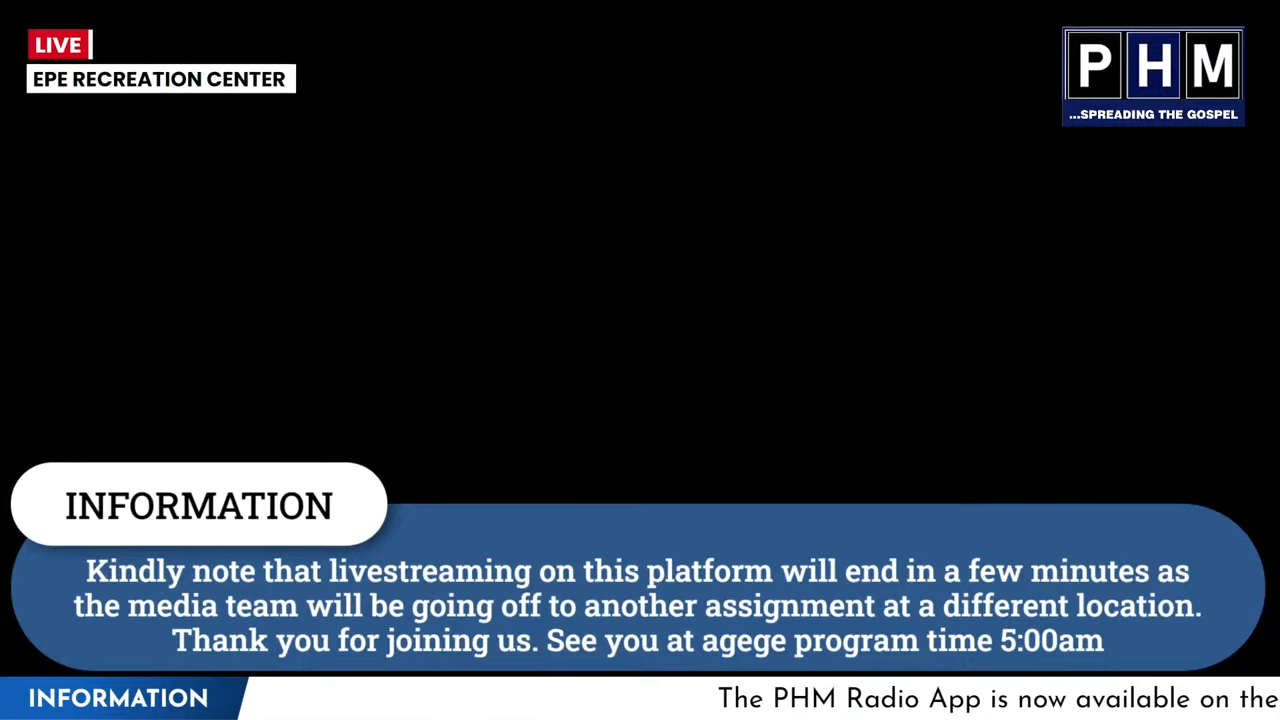 LIVE
EPE RECREATION CENTER
PHM
...SPREADING THE GOSPEL
INFORMATION
Kindly note that livestreaming on this platform will end in a few minutes as
the media team will be going off to another assignment at a different location.
Thank you for joining us. See you at agege program time 5:00am
INFORMATION
The PHM Radio App is now available on the